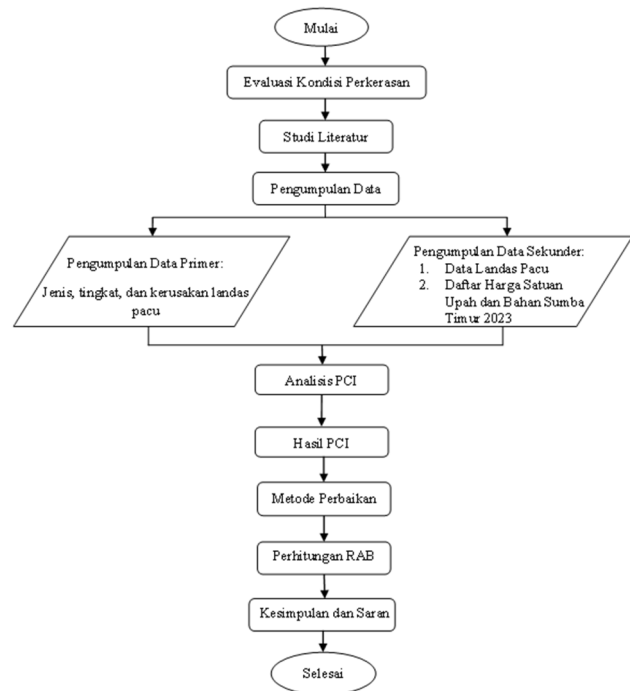 Mulai
Evaluasi Kondisi Perkerasan
Studi Literatur
Pengumpulan Data
Pengumpulan Data Primer:
Jenis, tingkat, dan kerusakan landas
pacu
Pengumpulan Data Sekunder:
1. Data Landas Pacu
2. Daftar Harga Satuan
Upah dan Bahan Sumba
Timur 2023
Analisis PCI
Hasil PCI
Metode Perbaikan
Perhitungan RAB
Kesimpulan dan Saran
Selesai